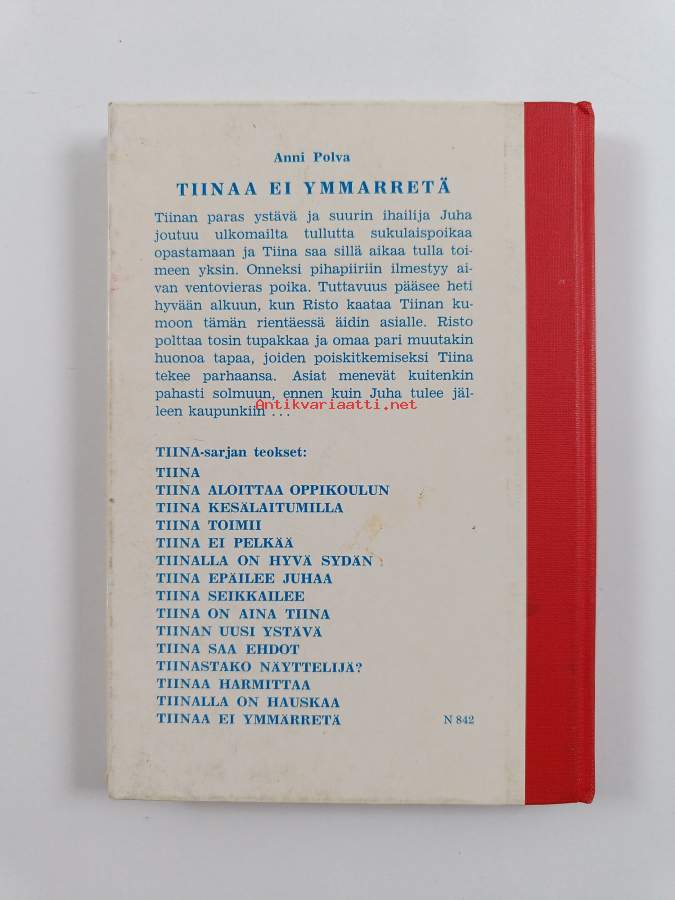 Anni Polva
TIINAA EI YMMARRETÄ
Tiinan paras ystävä ja suurin ihailija Juha
joutuu ulkomailta tullutta sukulaispoikaa
opastamaan ja Tiina saa sillä aikaa tulla toi-
meen yksin. Onneksi pihapiiriin ilmestyy ai-
van ventovieras poika. Tuttavuus pääsee heti
hyvään alkuun, kun Risto kaataa Tiinan ku-
moon tämän rientäessä äidin asialle. Risto
polttaa tosin tupakkaa ja omaa pari muutakin
huonoa tapaa, joiden poiskitkemiseksi Tiina
tekee parhaansa. Asiat menevät kuitenkin
pahasti solmuun, ennen kuin Juha tulee jäl-
leen kaupunkiin ...
Antikvariaatti.net
TIINA-sarjan teokset:
TIINA
TIINA ALOITTAA OPPIKOULUN
TIINA KESÄLAITUMILLA
TIINA TOIMII
TIINA EI PELKÄÄ
TIINALLA ON HYVÄ SYDÄN
TIINA EPÄILEE JUHAA
TIINA SEIKKAILEE
TIINA ON AINA TIINA
TIINAN UUSI YSTÄVÄ
TIINA SAA EHDOT
TIINASTAKO NÄYTTELIJÄ?
TIINAA HARMITTAA
TIINALLA ON HAUSKAA
TIINAA EI YMMÄRRETÄ N 842